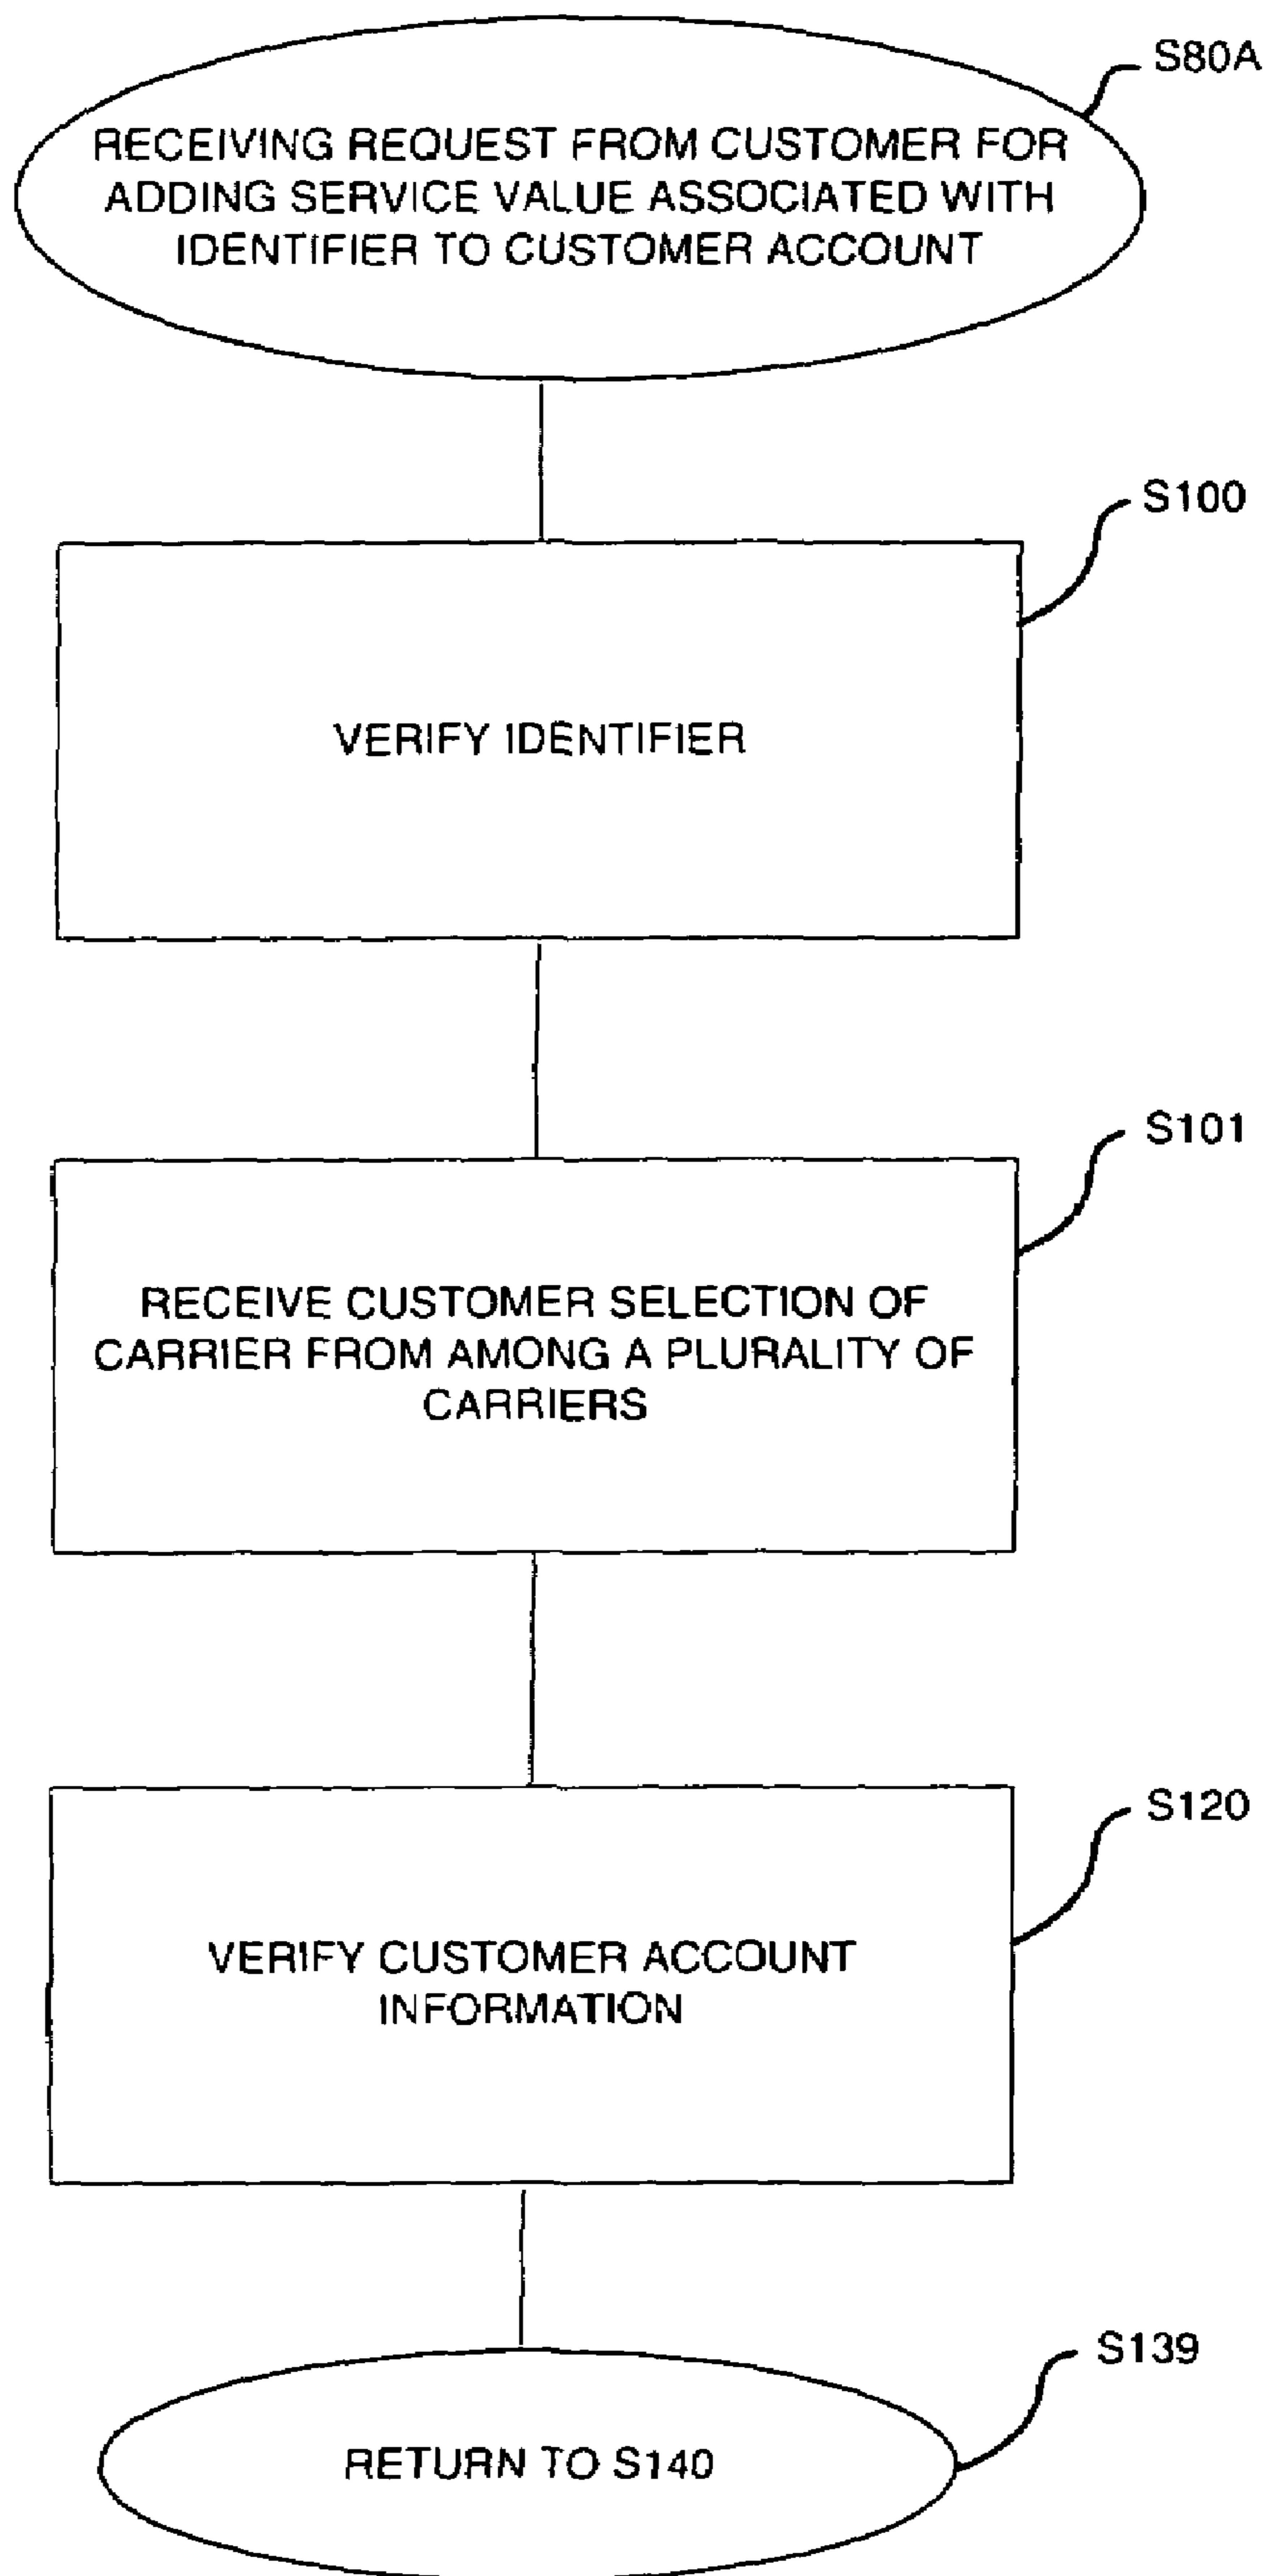 S80A
RECEIVING REQUEST FROM CUSTOMER FOR
ADDING SERVICE VALUE ASSOCIATED WITH
IDENTIFIER TO CUSTOMER ACCOUNT
S100
VERIFY IDENTIFIER
S101
RECEIVE CUSTOMER SELECTION OF
CARRIER FROM AMONG A PLURALITY OF
CARRIERS
S120
VERIFY CUSTOMER ACCOUNT
INFORMATION
S139
RETURN TO S140